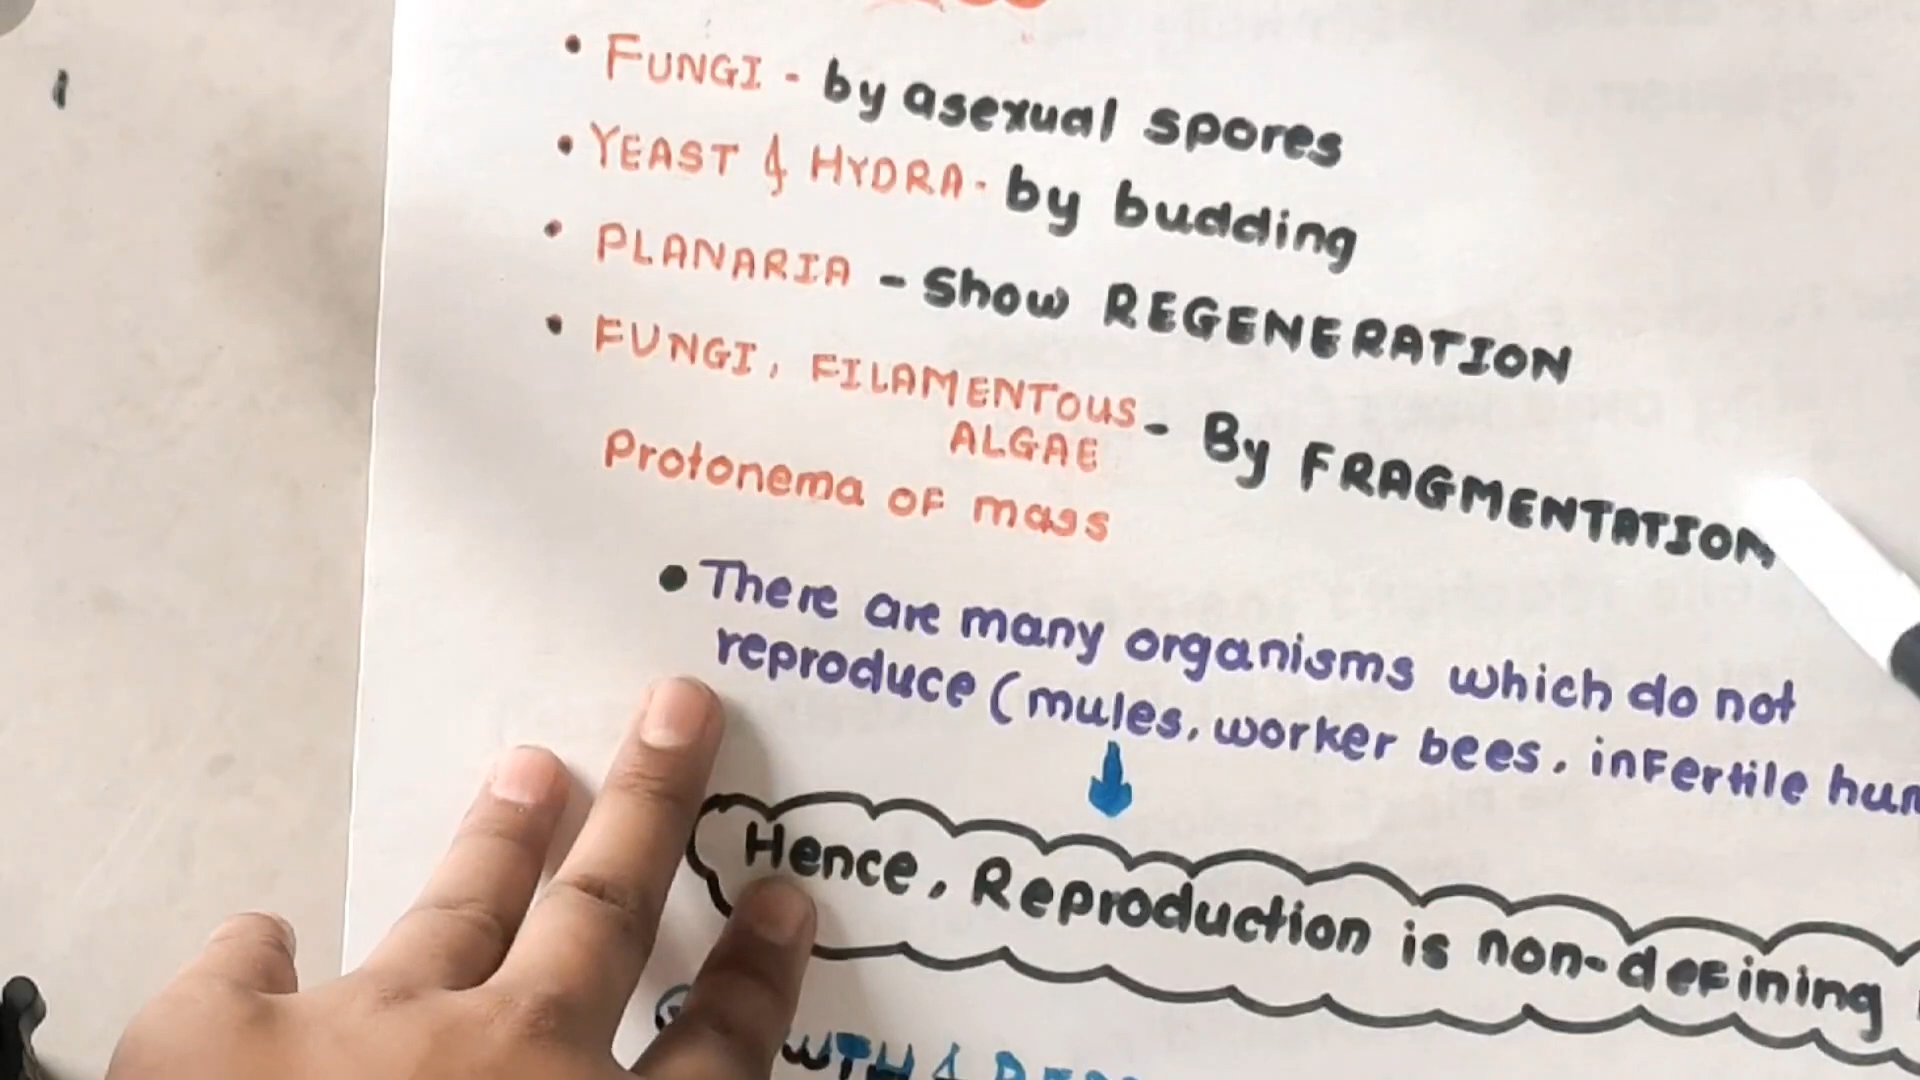 • FUNGI - by asexual spores
• YEAST & HYDRA - by budding
• PLANARIA - Show REGENERATION
• FUNGI, FILAMENTOUS
ALGAE - By FRAGMENTATION
Protonema OF mass
• There are many organisms which do not
reproduce (mules, worker bees, infertile
Hence, Reproduction is non-defining